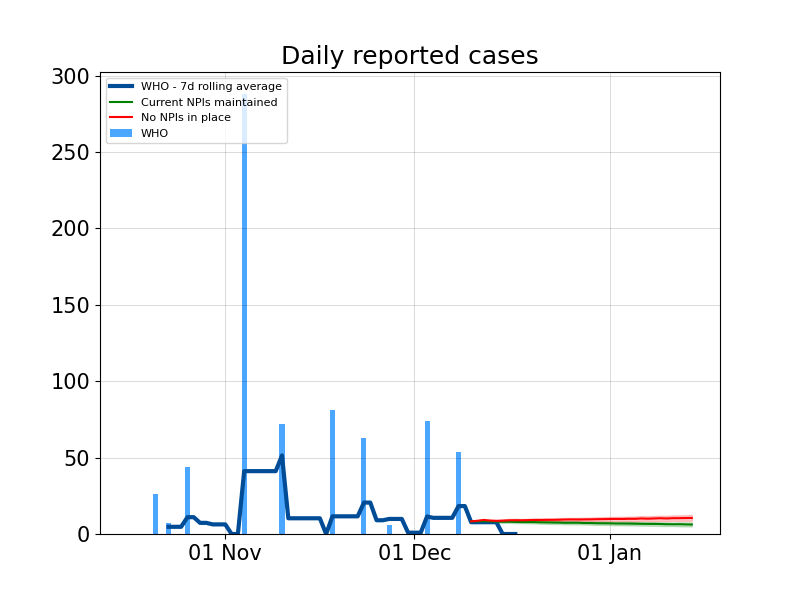 Daily reported cases
300
250
200
150
100
50
0
WHO - 7d rolling average
Current NPIs maintained
No NPIs in place
WHO
01 Nov
01 Dec
01 Jan